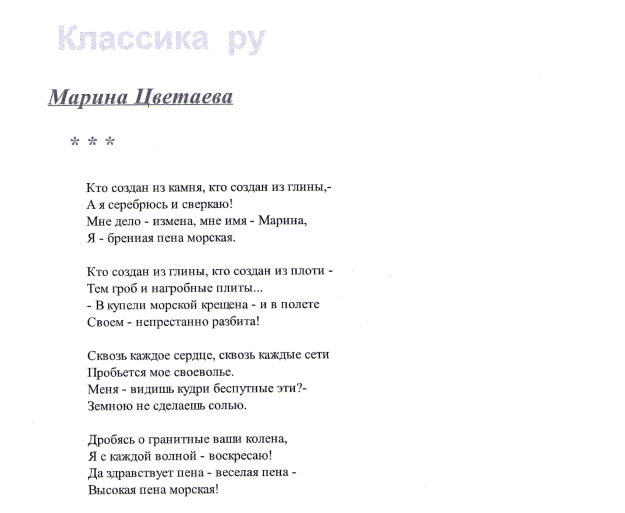 Классика ру
Марина Цветаева
* * *
Кто создан из камня, кто создан из глины,-
А я серебрюсь и сверкаю!
Мне дело - измена, мне имя - Марина,
Я - бренная пена морская.
Кто создан из глины, кто создан из плоти -
Тем гроб и нагробные плиты...
- В купели морской крещена - и в полете
Своем - непрестанно разбита!
Сквозь каждое сердце, сквозь каждые сети
Пробьется мое своеволье.
Меня - видишь кудри беспутные эти?-
Земною не сделаешь солью.
Дробясь о гранитные ваши колена,
Я с каждой волной - воскресаю!
Да здравствует пена - веселая пена -
Высокая пена морская!